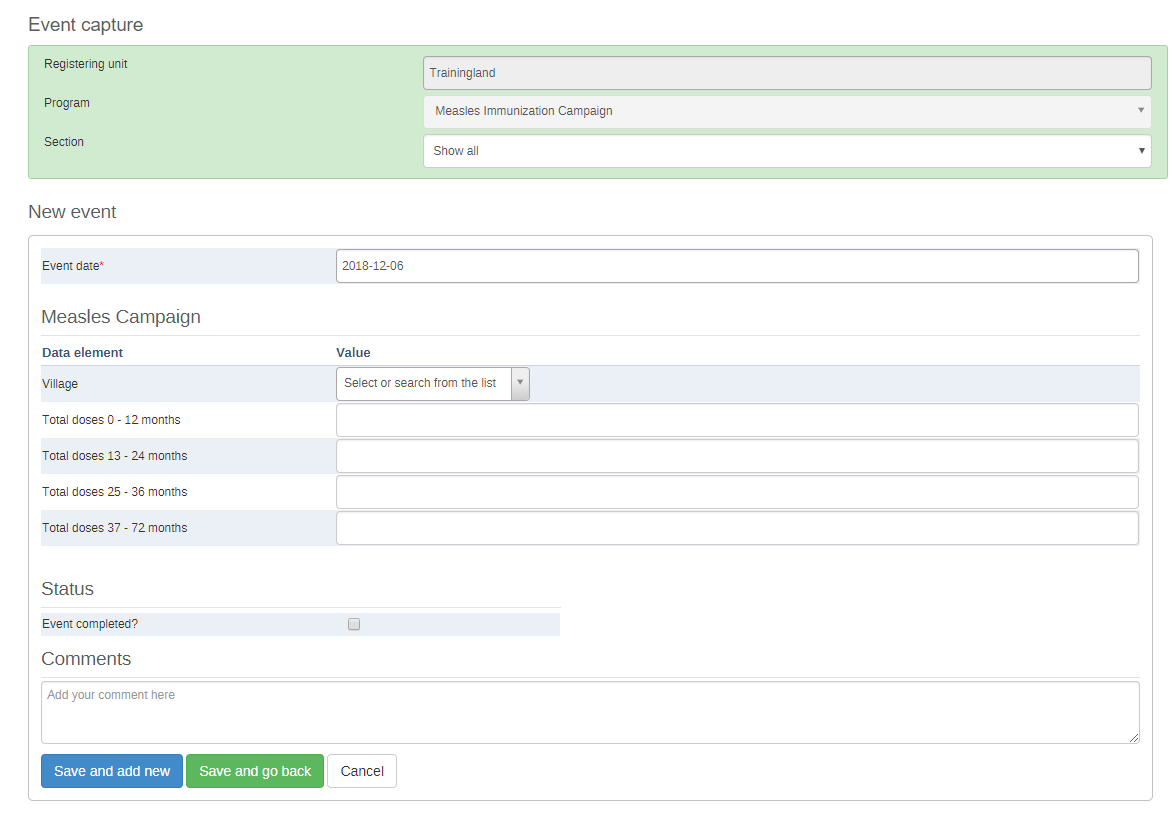 Event capture
Registering unit Trainingland
Program Measles Immunization Campaign
Section Show all
New event
Event date* 2018-12-06
Measles Campaign
Data element Value
Village Select or search from the list
Total doses 0 - 12 months
Total doses 13 - 24 months
Total doses 25 - 36 months
Total doses 37 - 72 months
Status
Event completed?
Comments
Add your comment here
Save and add new Save and go back Cancel